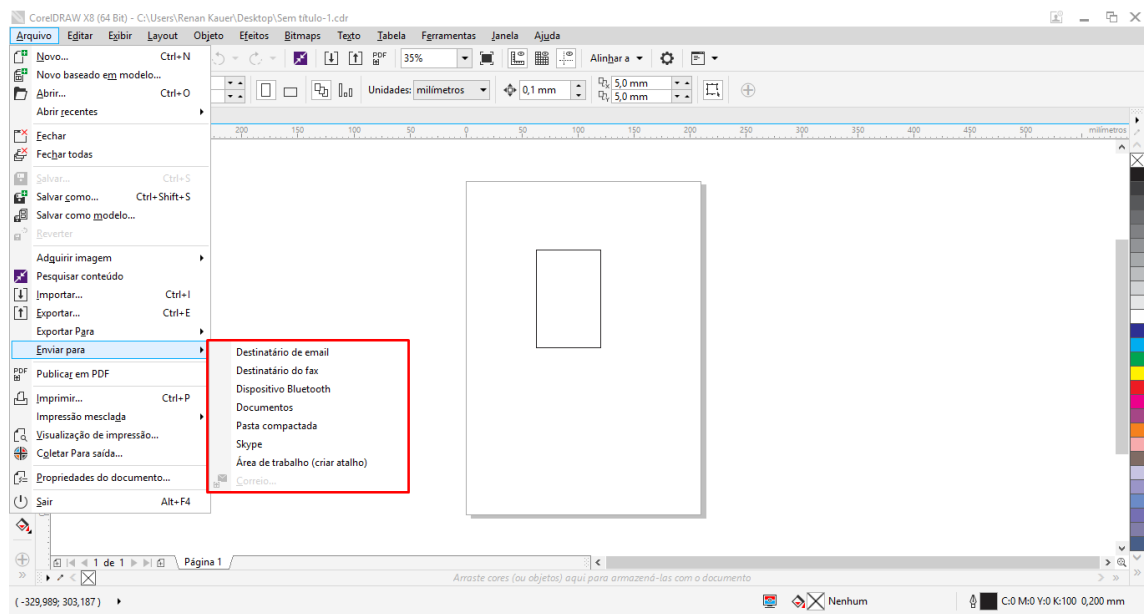 CorelDRAW X8 (64 Bit) - C:\Users\Renan Kauer\Desktop\Sem título-1.cdr
Arquivo Editar Exibir Layout Objeto Efeitos Bitmaps Texto Tabela Ferramentas Janela Ajuda
PDF 35% Alinhar a
Unidades: milímetros 0,1 mm 5,0 mm
5,0 mm
200 150 100 50 0 50 100 150 200 250 300 350 400 450 500 milímetros
Novo... Ctrl+N
Novo baseado em modelo...
Abrir... Ctrl+O
Abrir recentes
Fechar
Fechar todas
Salvar... Ctrl+S
Salvar como... Ctrl+Shift+S
Salvar como modelo...
Reverter
Adquirir imagem
Pesquisar conteúdo
Importar... Ctrl+I
Exportar... Ctrl+E
Exportar Para
Enviar para
PDF Publicar em PDF
Imprimir... Ctrl+P
Impressão mesclada
Visualização de impressão...
Coletar Para saída...
Propriedades do documento...
Sair Alt+F4
Destinatário de email
Destinatário do fax
Dispositivo Bluetooth
Documentos
Pasta compactada
Skype
Área de trabalho (criar atalho)
Correio...
1 de 1 Página 1
Arraste cores (ou objetos) aqui para armazená-las com o documento
( -329,989; 303,187 ) Nenhum C:0 M:0 Y:0 K:100 0,200 mm